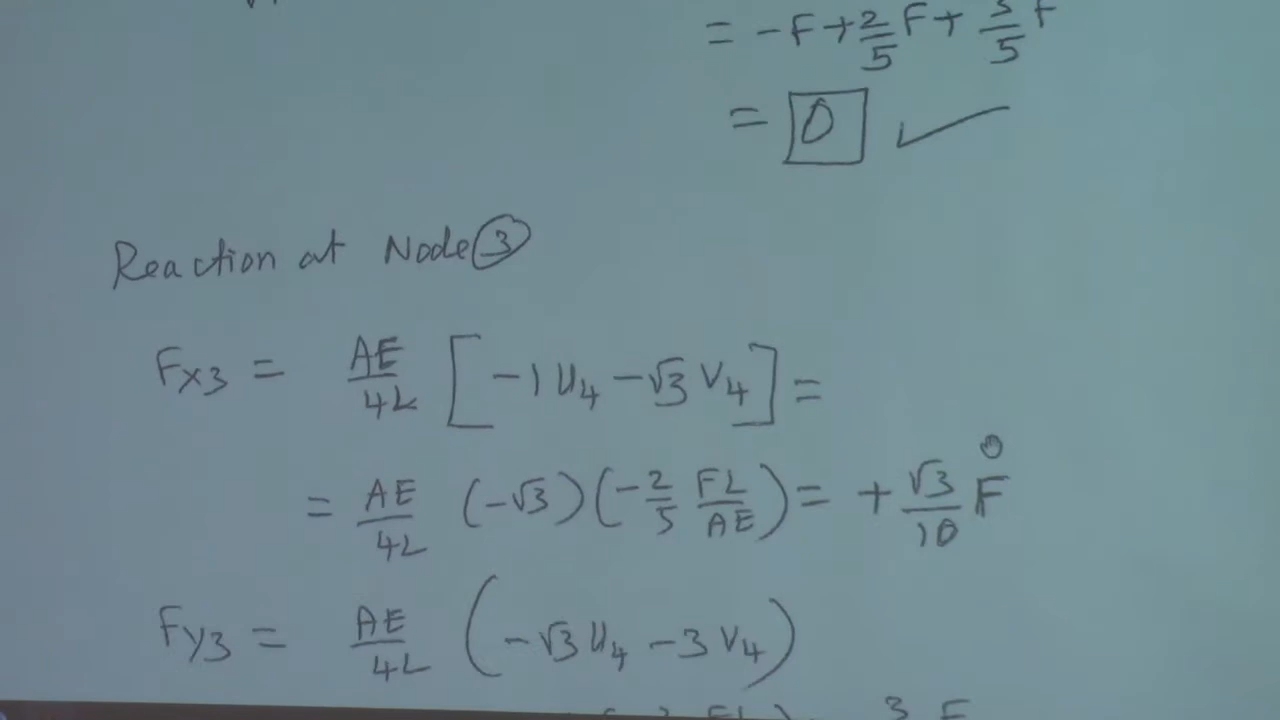 = -F + 2/5 F + 3/5 F
= 0 ✓
Reaction at Node ③
Fx3 = AE/4L [ -1 U4 - √3 V4 ] =
= AE/4L (-√3) (-2/5 FL/AE) = + √3/10 F
Fy3 = AE/4L ( -√3 U4 - 3 V4 )